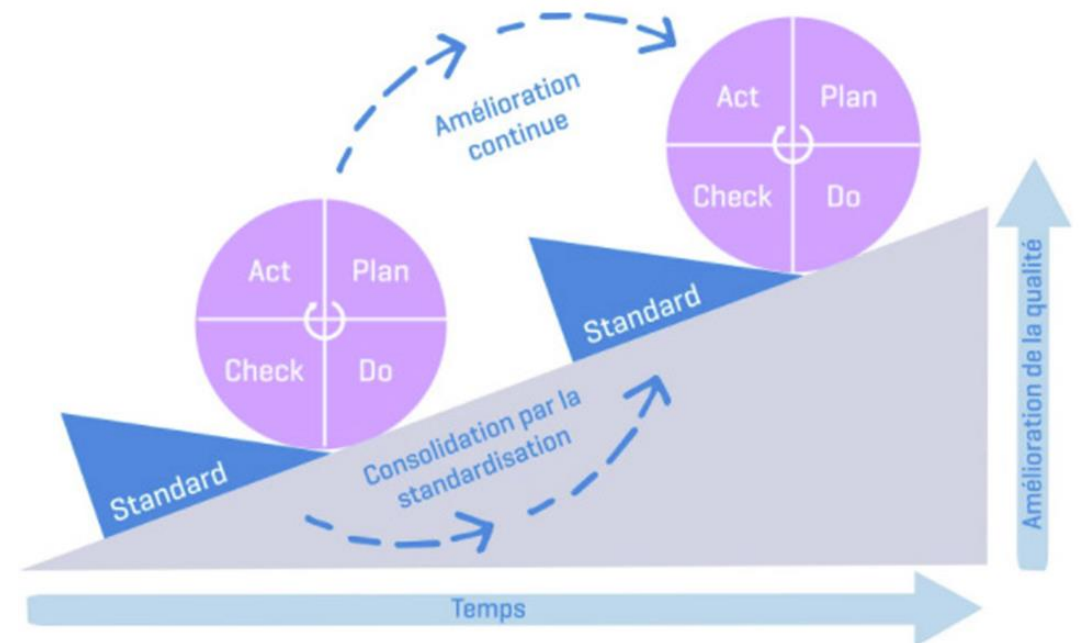 Amélioration
continue
Act
Plan
Check
Do
Act
Plan
Check
Do
Standard
Standard
Consolidation par la
standardisation
Temps
Amélioration de la qualité